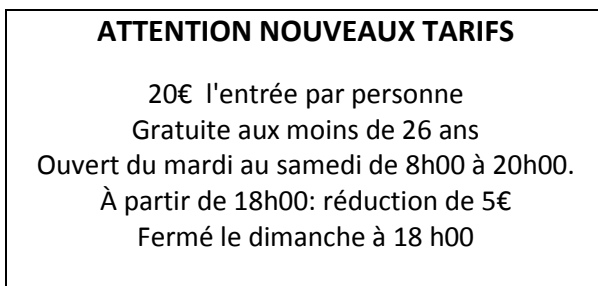 ATTENTION NOUVEAUX TARIFS
20€  l'entrée par personne
Gratuite aux moins de 26 ans
Ouvert du mardi au samedi de 8h00 à 20h00.
À partir de 18h00: réduction de 5€
Fermé le dimanche à 18 h00